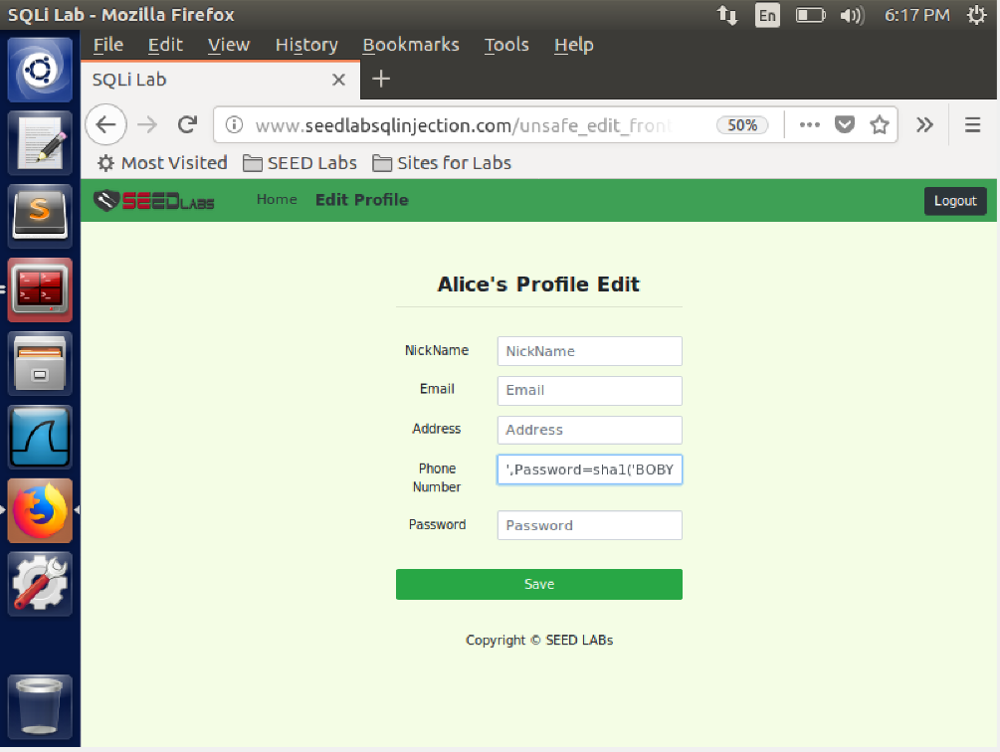 SQLi Lab - Mozilla Firefox En 6:17 PM
File Edit View History Bookmarks Tools Help
SQLi Lab
www.seedlabsqlinjection.com/unsafe_edit_fron 50%
Most Visited SEED Labs Sites for Labs
SEEDLABS Home Edit Profile Logout
Alice's Profile Edit
NickName NickName
Email Email
Address Address
Phone Number ',Password=sha1('BOBY
Password Password
Save
Copyright © SEED LABs